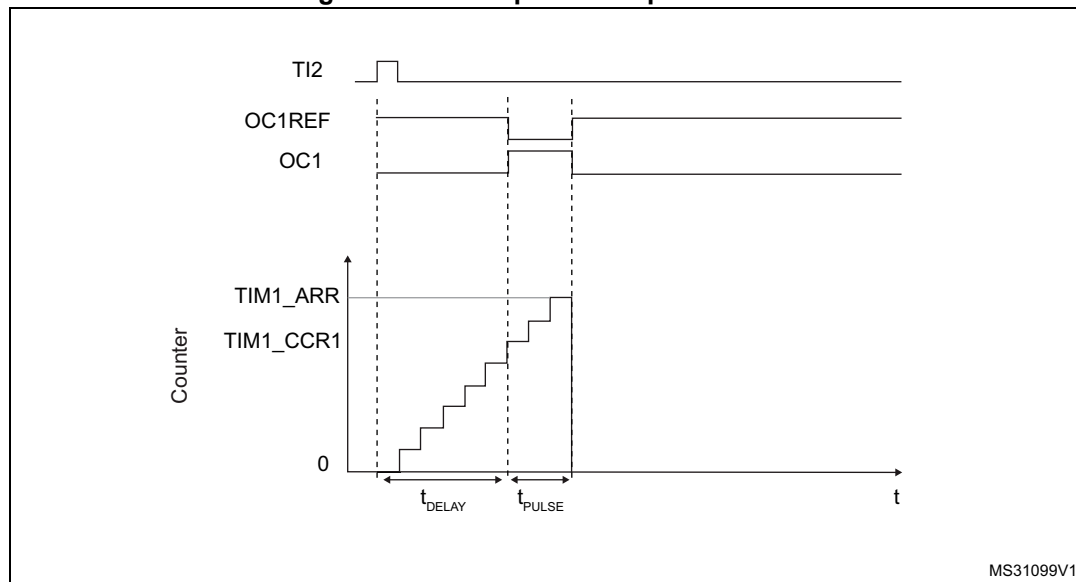 TI2
OC1REF
OC1
TIM1_ARR
TIM1_CCR1
Counter
0
tDELAY
tPULSE
t
MS31099V1